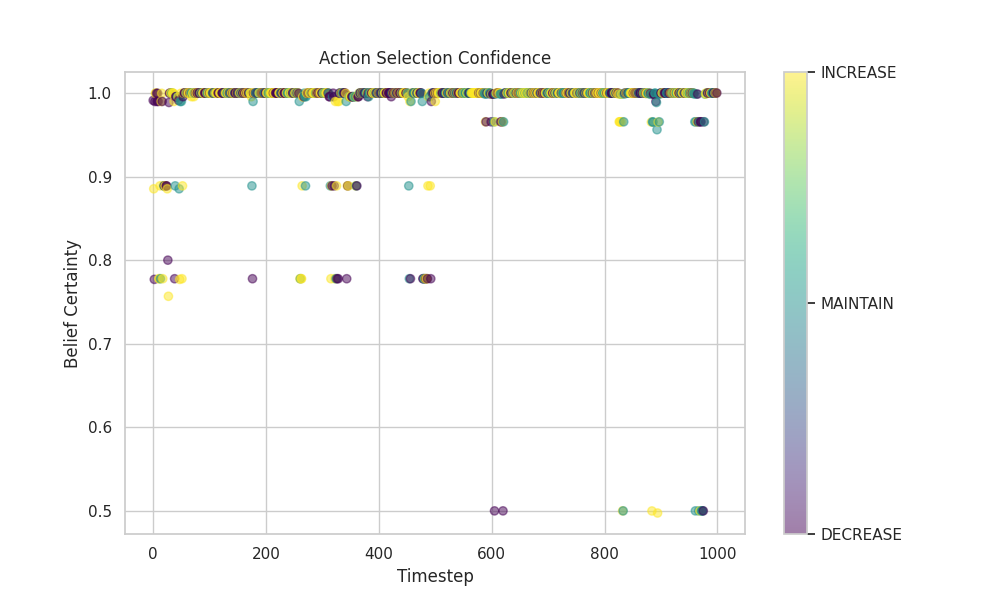 Action Selection Confidence
Belief Certainty
1.0
0.9
0.8
0.7
0.6
0.5
0 200 400 600 800 1000
Timestep
INCREASE
MAINTAIN
DECREASE